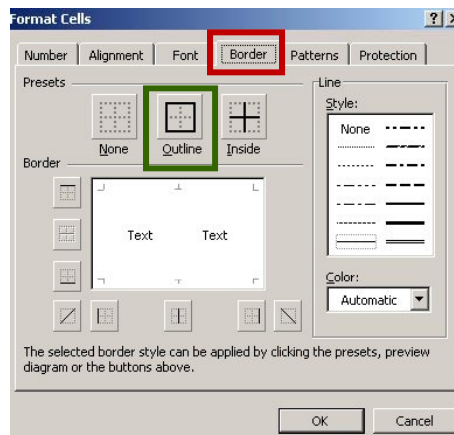 Format Cells
Number Alignment Font Border Patterns Protection
Presets
None Outline Inside
Border
Text Text
Line
Style:
None
Color:
Automatic
The selected border style can be applied by clicking the presets, preview
diagram or the buttons above.
OK Cancel